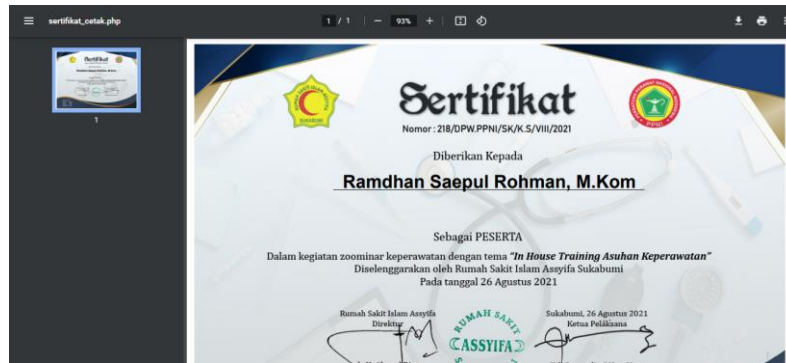 sertifikat_cetak.php
1 / 1
93%
1
Sertifikat
Nomor : 218/DPW.PPNI/SK/K.S/VIII/2021
Diberikan Kepada
Ramdhan Saepul Rohman, M.Kom
Sebagai PESERTA
Dalam kegiatan zoominar keperawatan dengan tema "In House Training Asuhan Keperawatan"
Diselenggarakan oleh Rumah Sakit Islam Assyifa Sukabumi
Pada tanggal 26 Agustus 2021
Rumah Sakit Islam Assyifa
Direktur
Sukabumi, 26 Agustus 2021
Ketua Pelaksana
RUMAH SAKIT
ASSYIFA
SUKABUMI
PPNI